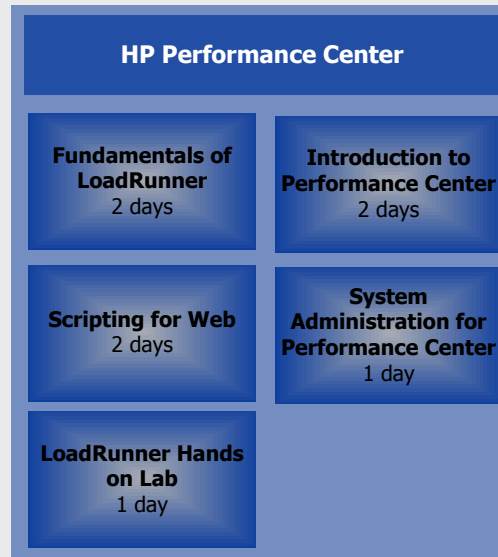 HP Performance Center
Fundamentals of
LoadRunner
2 days
Introduction to
Performance Center
2 days
Scripting for Web
2 days
System
Administration for
Performance Center
1 day
LoadRunner Hands
on Lab
1 day